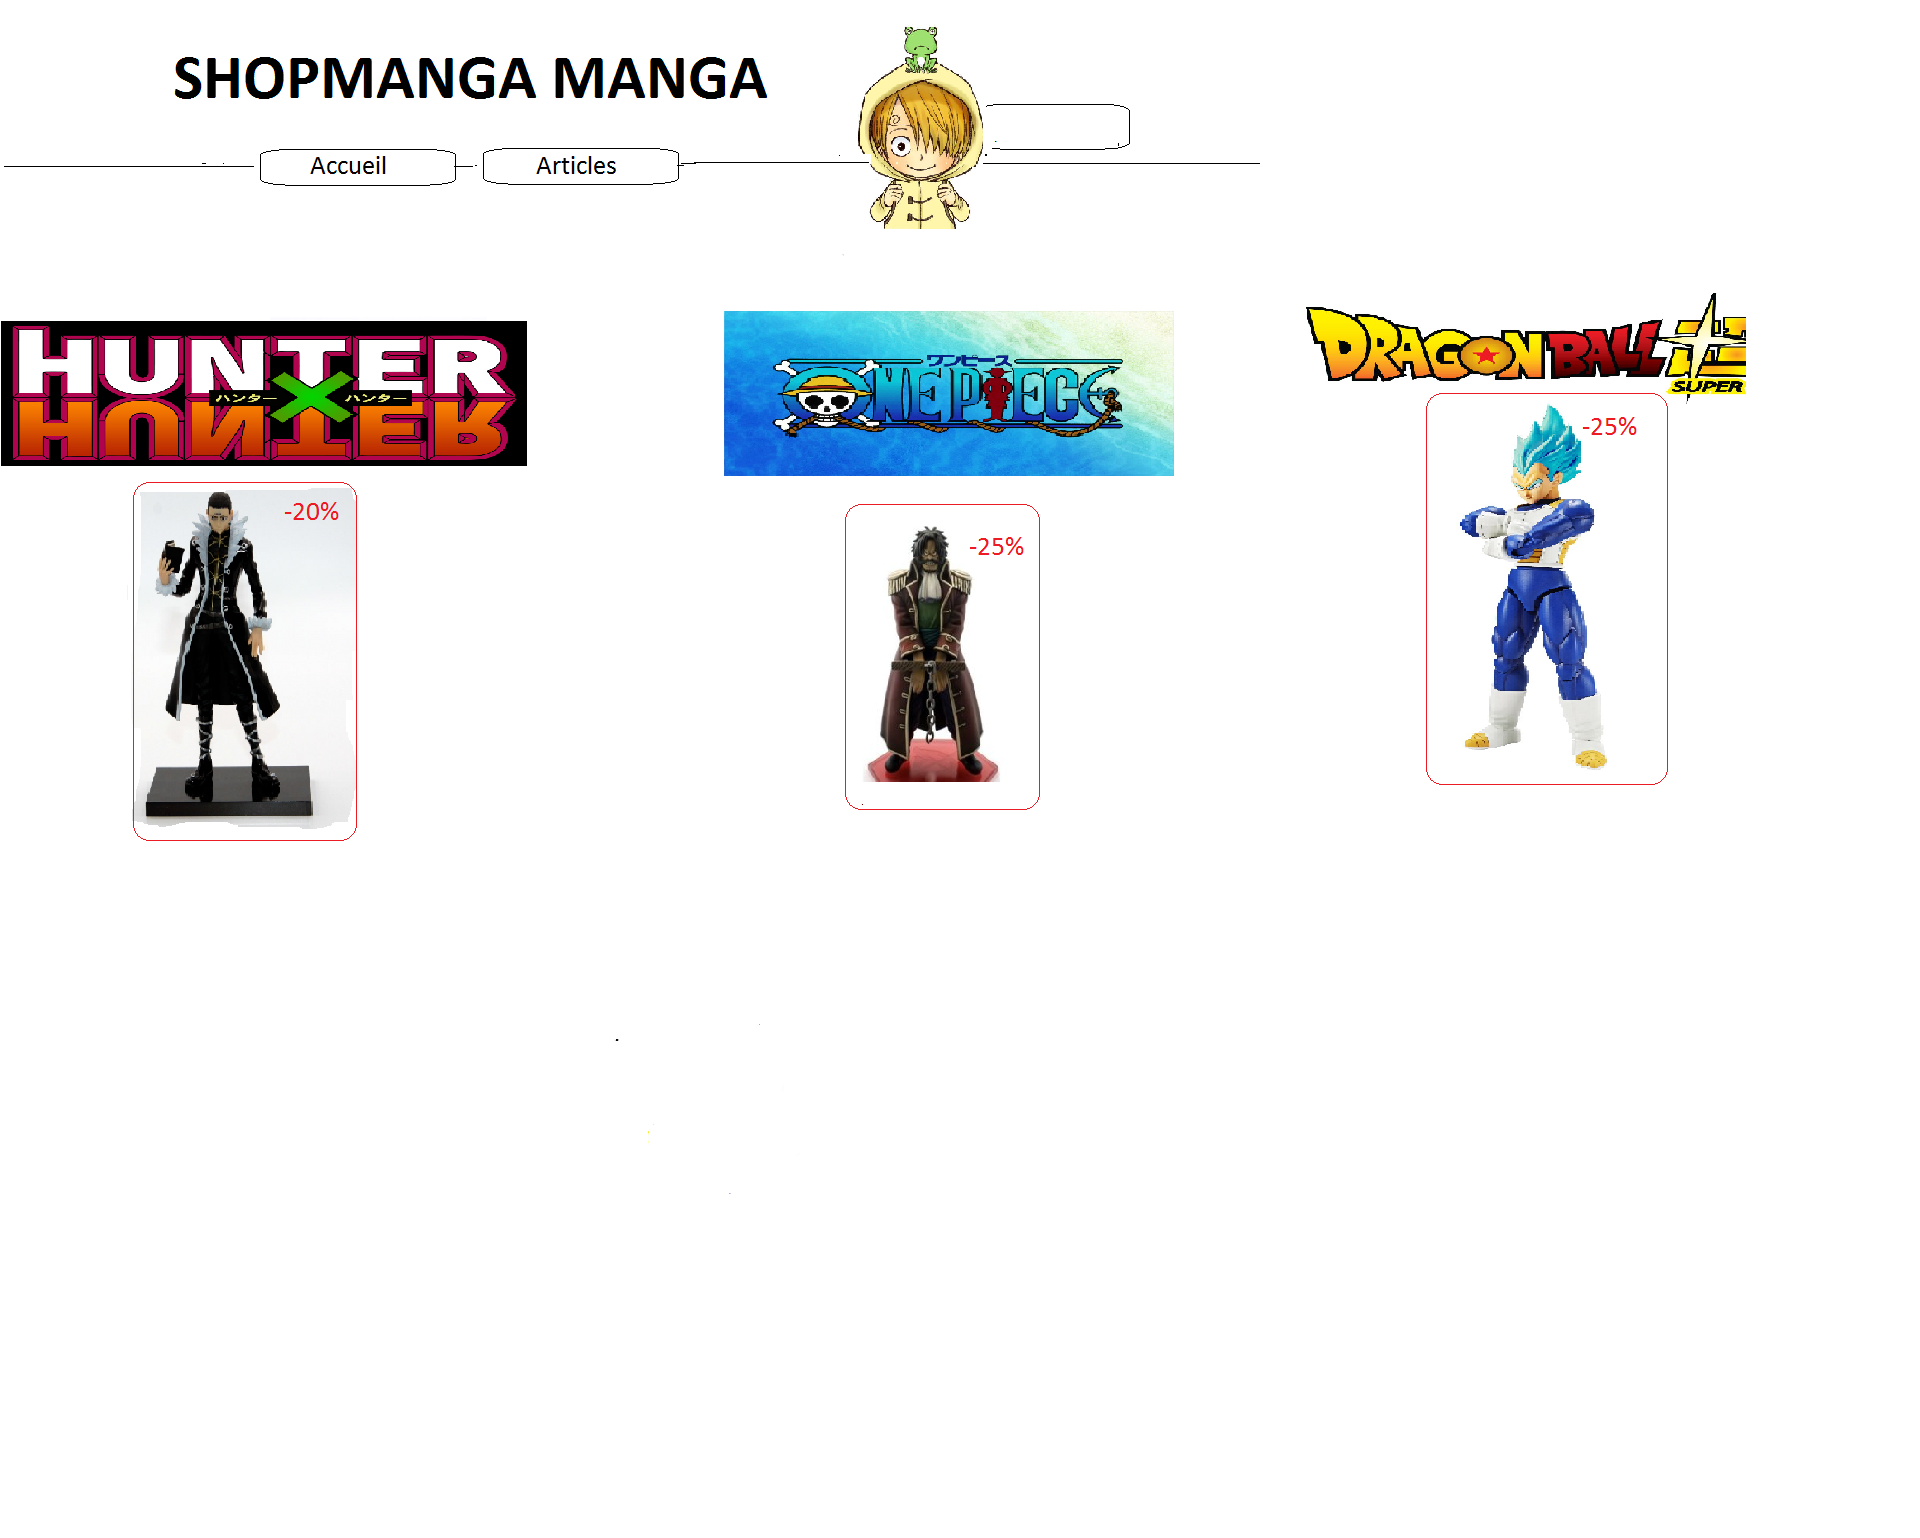 SHOPMANGA MANGA
Accueil
Articles
HUNTER
ハンター X ハンター
HUNTER
ワンピース
ONE PIECE
DRAGON BALL 超
SUPER
-20%
-25%
-25%